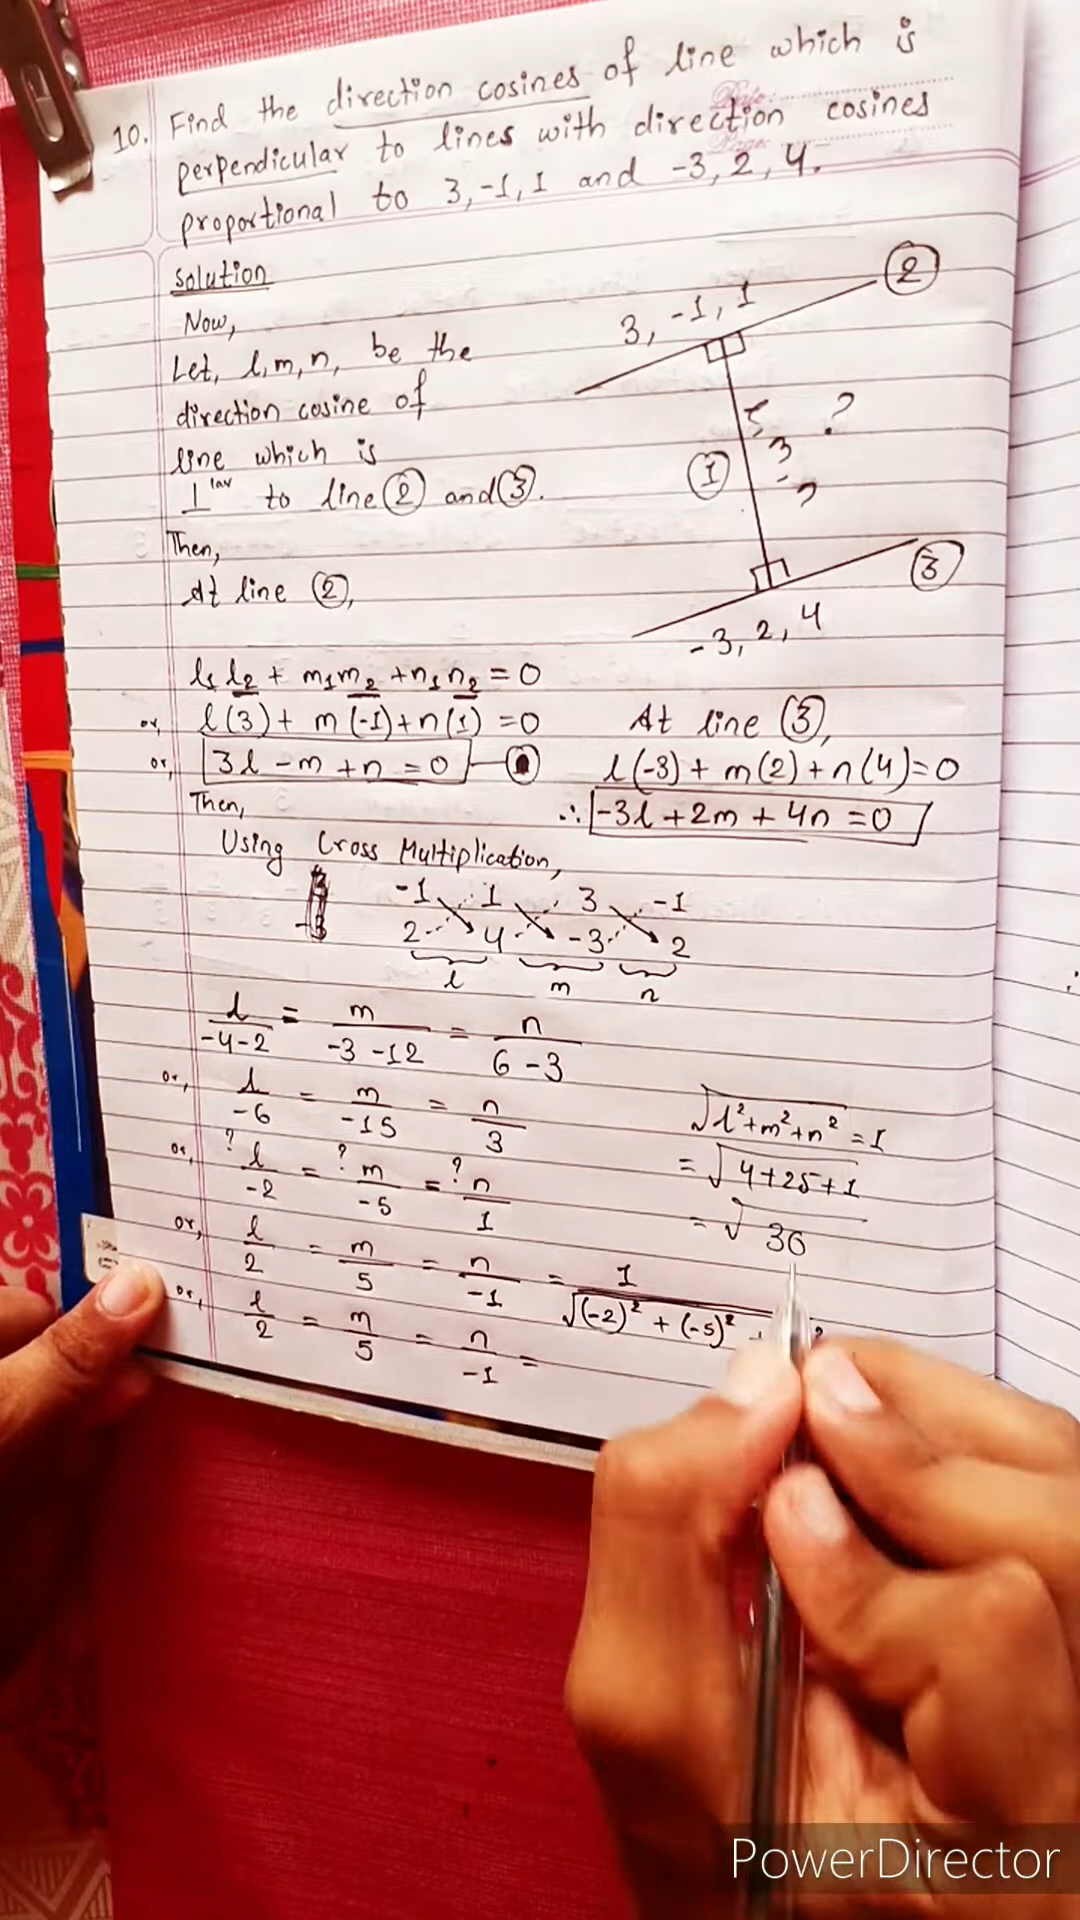 10. Find the direction cosines of line which is
perpendicular to lines with direction cosines
proportional to 3, -1, 1 and -3, 2, 4.
solution
Now,
Let, l, m, n, be the
direction cosine of
line which is
⊥lar to line ② and ③.
Then,
At line ②,
②
3, -1, 1
l, m, n ?
①
③
-3, 2, 4
l₁l₂ + m₁m₂ + n₁n₂ = 0
or, l(3) + m(-1) + n(1) = 0
or, 3l - m + n = 0
At line ③,
l(-3) + m(2) + n(4) = 0
∴ -3l + 2m + 4n = 0
Then,
Using Cross Multiplication,
-1 1 3 -1
2 4 -3 2
l m n
l/-4-2 = m/-3-12 = n/6-3
or, l/-6 = m/-15 = n/3
or, ? l/-2 = ? m/-5 = ? n/1
or, l/2 = m/5 = n/-1 = 1/√(-2)² + (-5)² +
or, l/2 = m/5 = n/-1 =
√l²+m²+n² = 1
= √4+25+1
= √30
PowerDirector